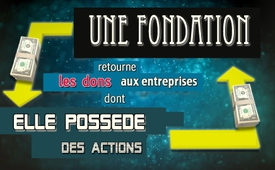 UNE FONDATION
retourne
les dons aux entreprises
dont
ELLE POSSEDE
DES ACTIONS